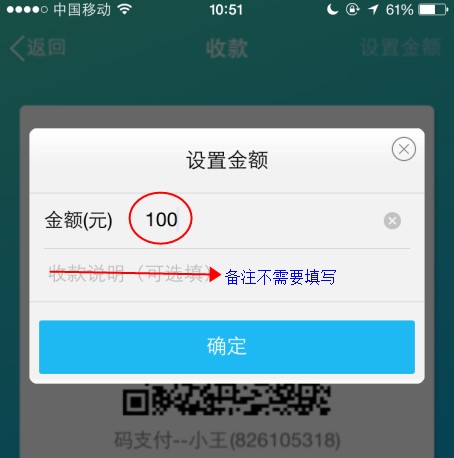 中国移动 10:51 61%
返回 收款 设置金额
设置金额
金额(元) 100
收款说明（可选填） 备注不需要填写
确定
码支付--小王(826105318)